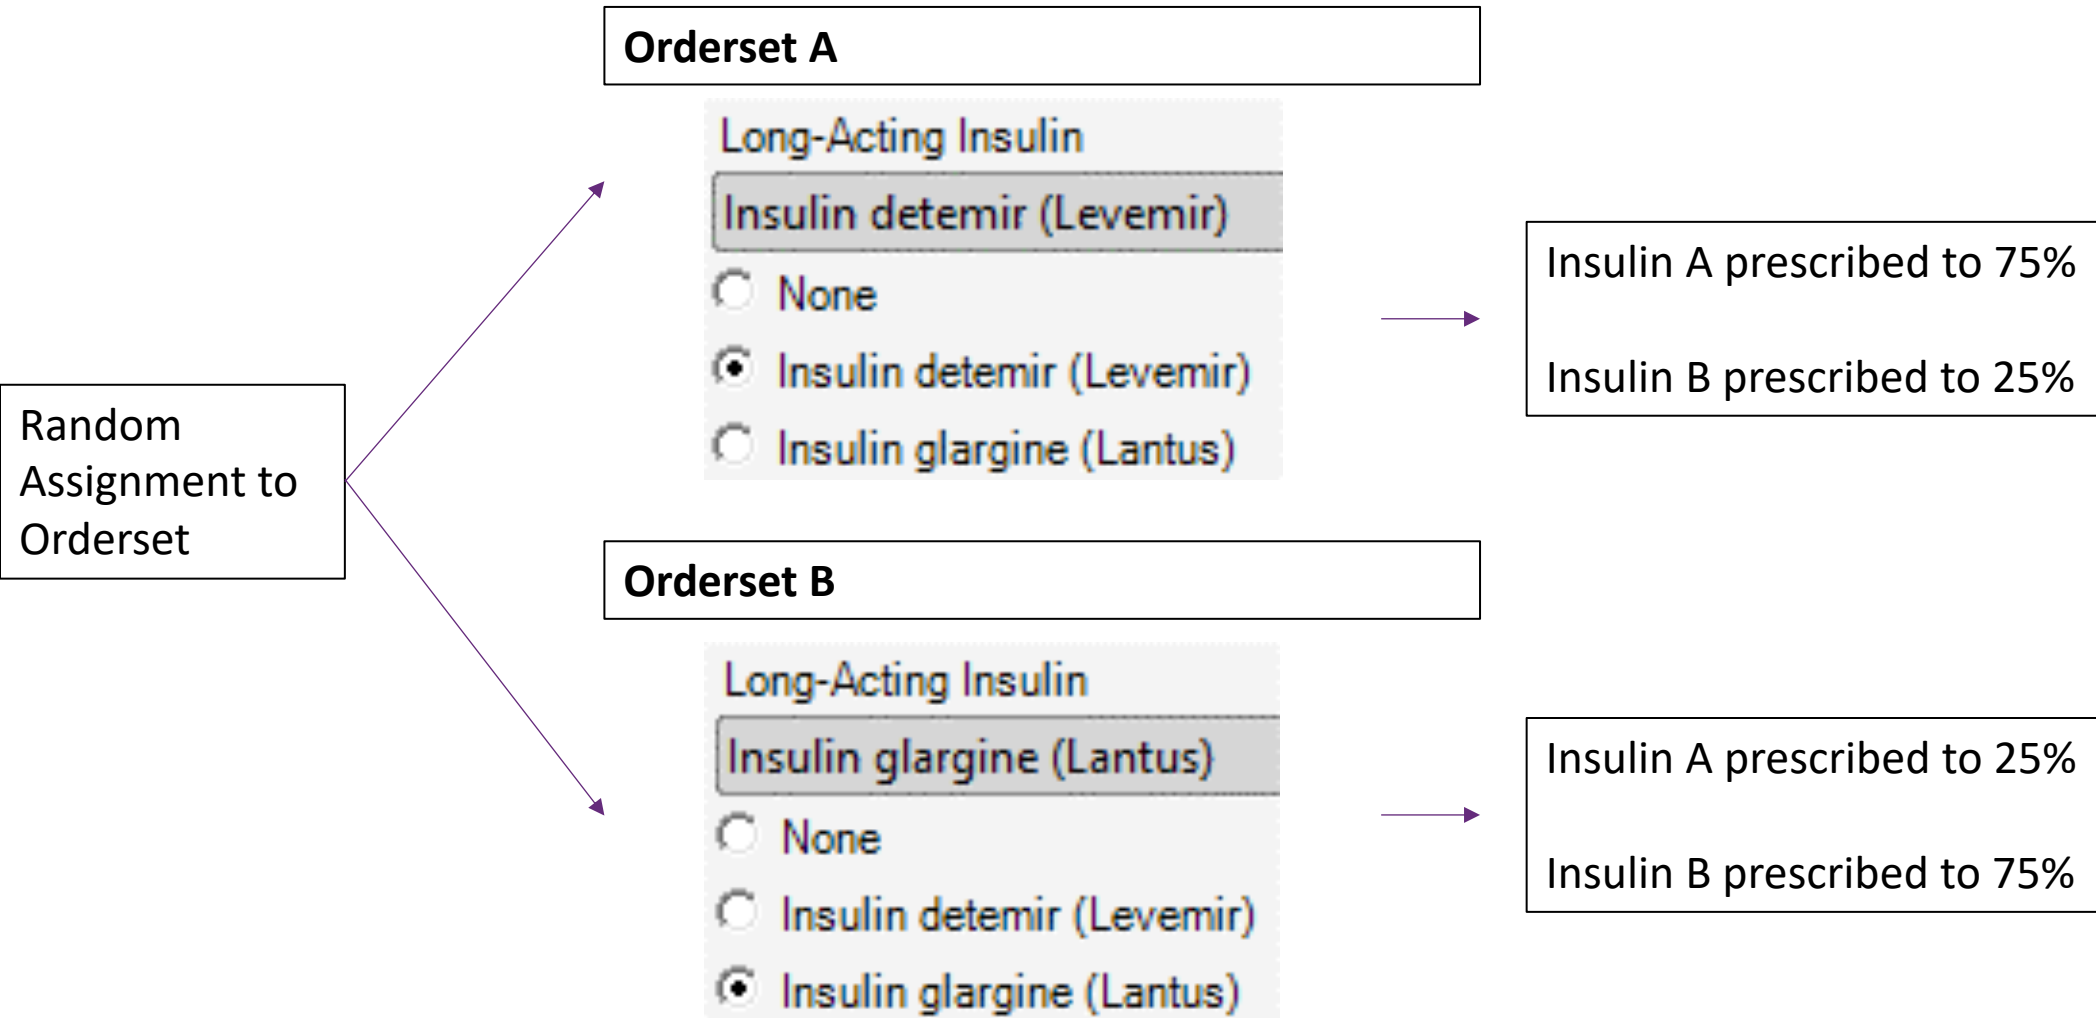 Random
Assignment to
Orderset
Orderset A
Long-Acting Insulin
Insulin detemir (Levemir)
None
Insulin detemir (Levemir)
Insulin glargine (Lantus)
Insulin A prescribed to 75%
Insulin B prescribed to 25%
Orderset B
Long-Acting Insulin
Insulin glargine (Lantus)
None
Insulin detemir (Levemir)
Insulin glargine (Lantus)
Insulin A prescribed to 25%
Insulin B prescribed to 75%